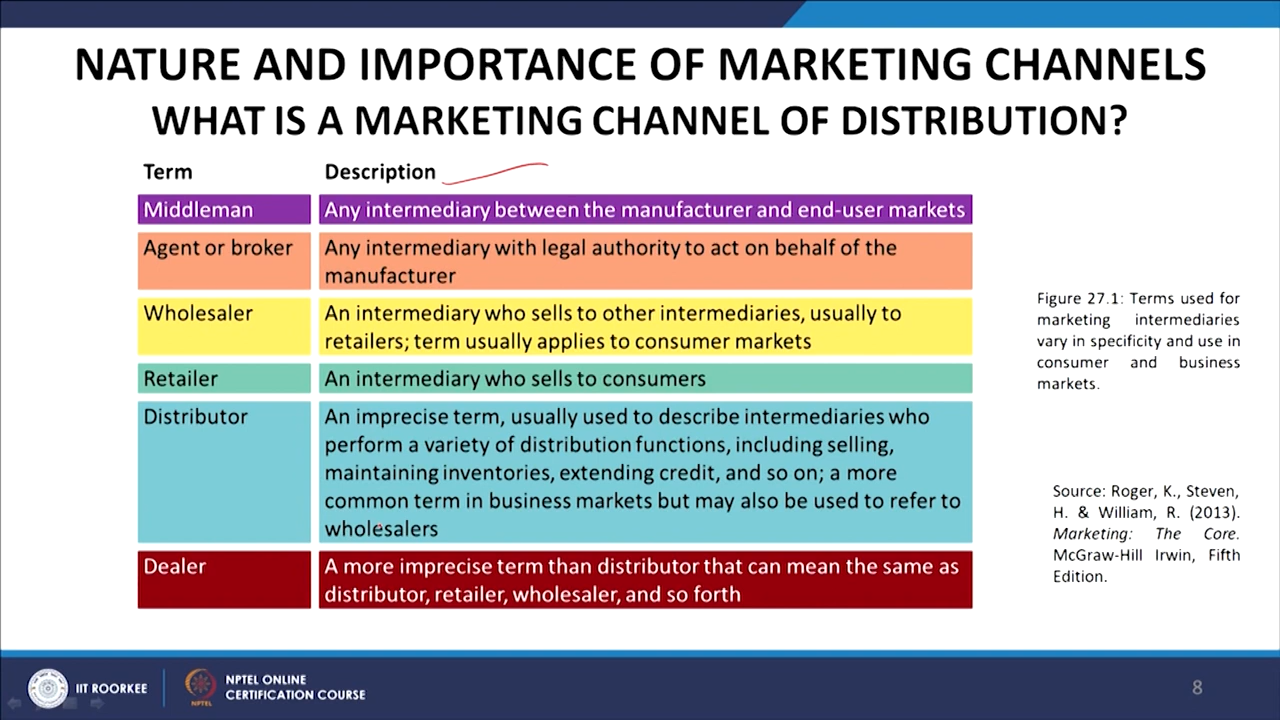 NATURE AND IMPORTANCE OF MARKETING CHANNELS
WHAT IS A MARKETING CHANNEL OF DISTRIBUTION?
Term Description
Middleman Any intermediary between the manufacturer and end-user markets
Agent or broker Any intermediary with legal authority to act on behalf of the
manufacturer
Wholesaler An intermediary who sells to other intermediaries, usually to
retailers; term usually applies to consumer markets
Retailer An intermediary who sells to consumers
Distributor An imprecise term, usually used to describe intermediaries who
perform a variety of distribution functions, including selling,
maintaining inventories, extending credit, and so on; a more
common term in business markets but may also be used to refer to
wholesalers
Dealer A more imprecise term than distributor that can mean the same as
distributor, retailer, wholesaler, and so forth
Figure 27.1: Terms used for
marketing intermediaries
vary in specificity and use in
consumer and business
markets.
Source: Roger, K., Steven,
H. & William, R. (2013).
Marketing: The Core.
McGraw-Hill Irwin, Fifth
Edition.
IIT ROORKEE
NPTEL
NPTEL ONLINE
CERTIFICATION COURSE
8